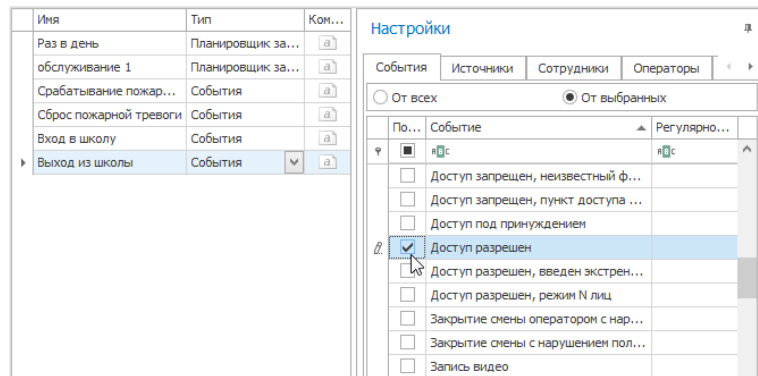 Имя Тип Ком...
Раз в день Планировщик за...
обслуживание 1 Планировщик за...
Срабатывание пожар... События
Сброс пожарной тревоги События
Вход в школу События
Выход из школы События
Настройки
События Источники Сотрудники Операторы
От всех От выбранных
По... Событие Регулярно...
Доступ запрещен, неизвестный ф...
Доступ запрещен, пункт доступа ...
Доступ под принуждением
Доступ разрешен
Доступ разрешен, введен экстрен...
Доступ разрешен, режим N лиц
Закрытие смены оператором с нар...
Закрытие смены с нарушением пол...
Запись видео